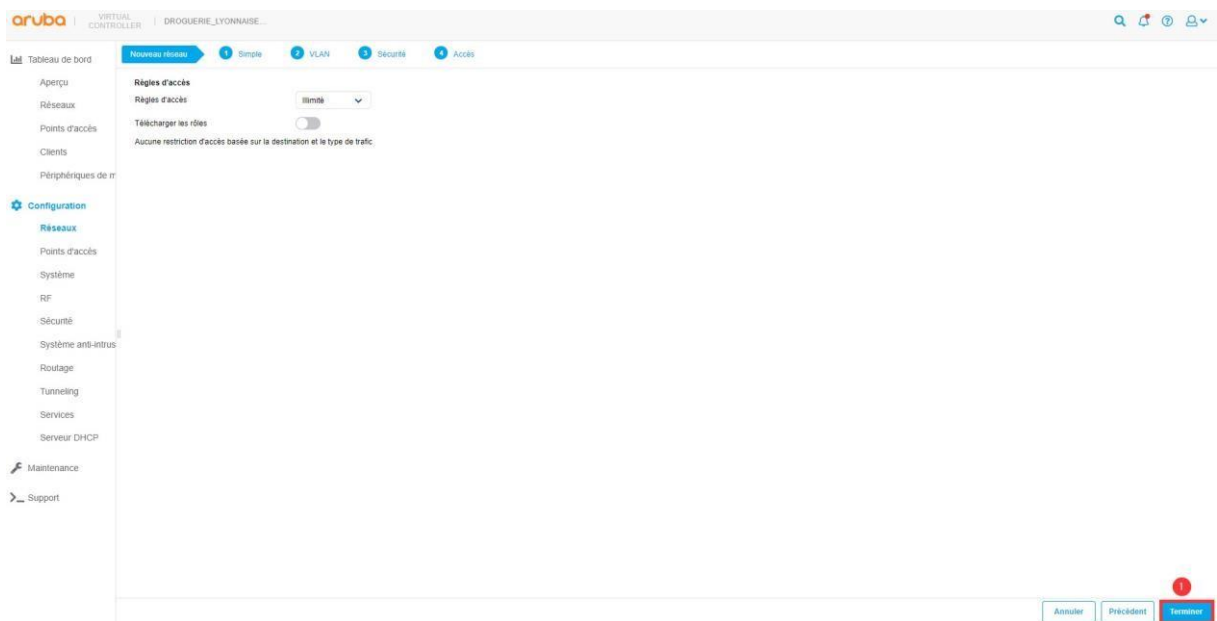 aruba
VIRTUAL
CONTROLLER
DROGUERIE_LYONNAISE...
Tableau de bord
Aperçu
Réseaux
Points d'accès
Clients
Périphériques de m
Configuration
Réseaux
Points d'accès
Système
RF
Sécurité
Système anti-intrus
Routage
Tunneling
Services
Serveur DHCP
Maintenance
Support
Nouveau réseau
1 Simple
2 VLAN
3 Sécurité
4 Accès
Règles d'accès
Règles d'accès Illimité
Télécharger les rôles
Aucune restriction d'accès basée sur la destination et le type de trafic
1
Annuler
Précédent
Terminer